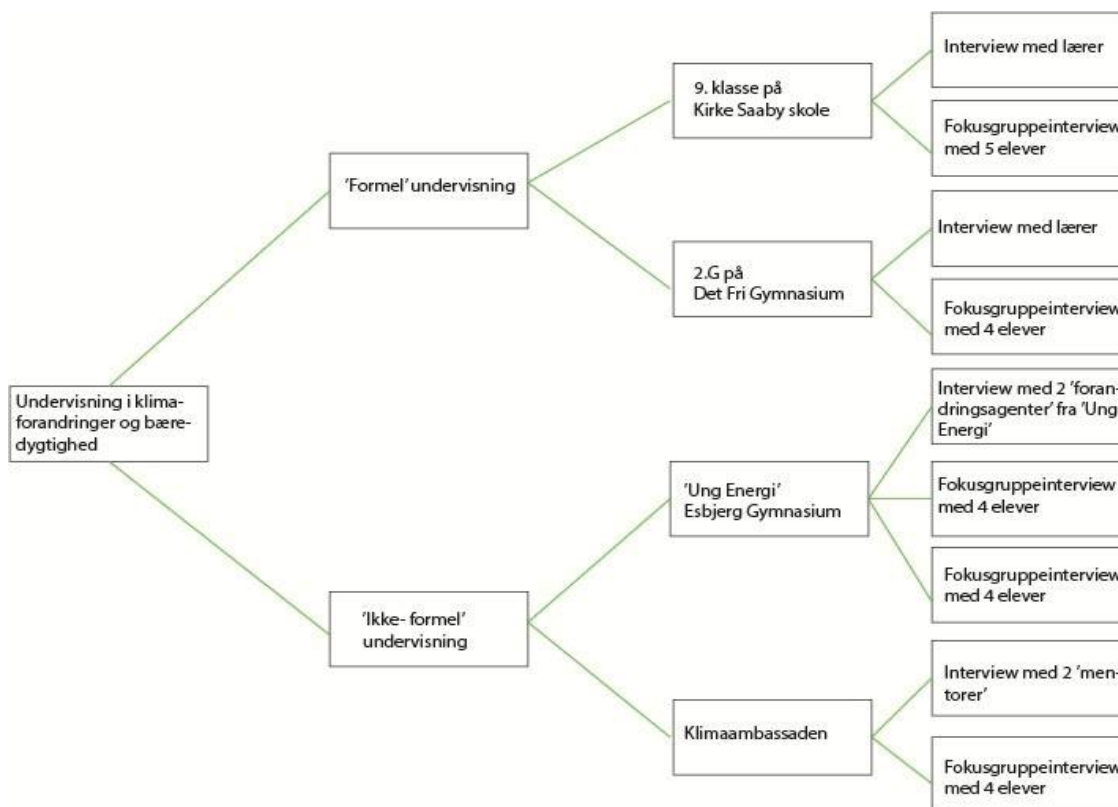 Undervisning i klima-
forandringer og bære-
dygtighed
'Formel' undervisning
9. klasse på
Kirke Saaby skole
Interview med lærer
Fokusgruppeinterview
med 5 elever
2.G på
Det Fri Gymnasium
Interview med lærer
Fokusgruppeinterview
med 4 elever
'Ikke- formel'
undervisning
'Ung Energi'
Esbjerg Gymnasium
Interview med 2 'foran-
dringsagenter' fra 'Ung
Energi'
Fokusgruppeinterview
med 4 elever
Fokusgruppeinterview
med 4 elever
Klimaambassaden
Interview med 2 'men-
torer'
Fokusgruppeinterview
med 4 elever